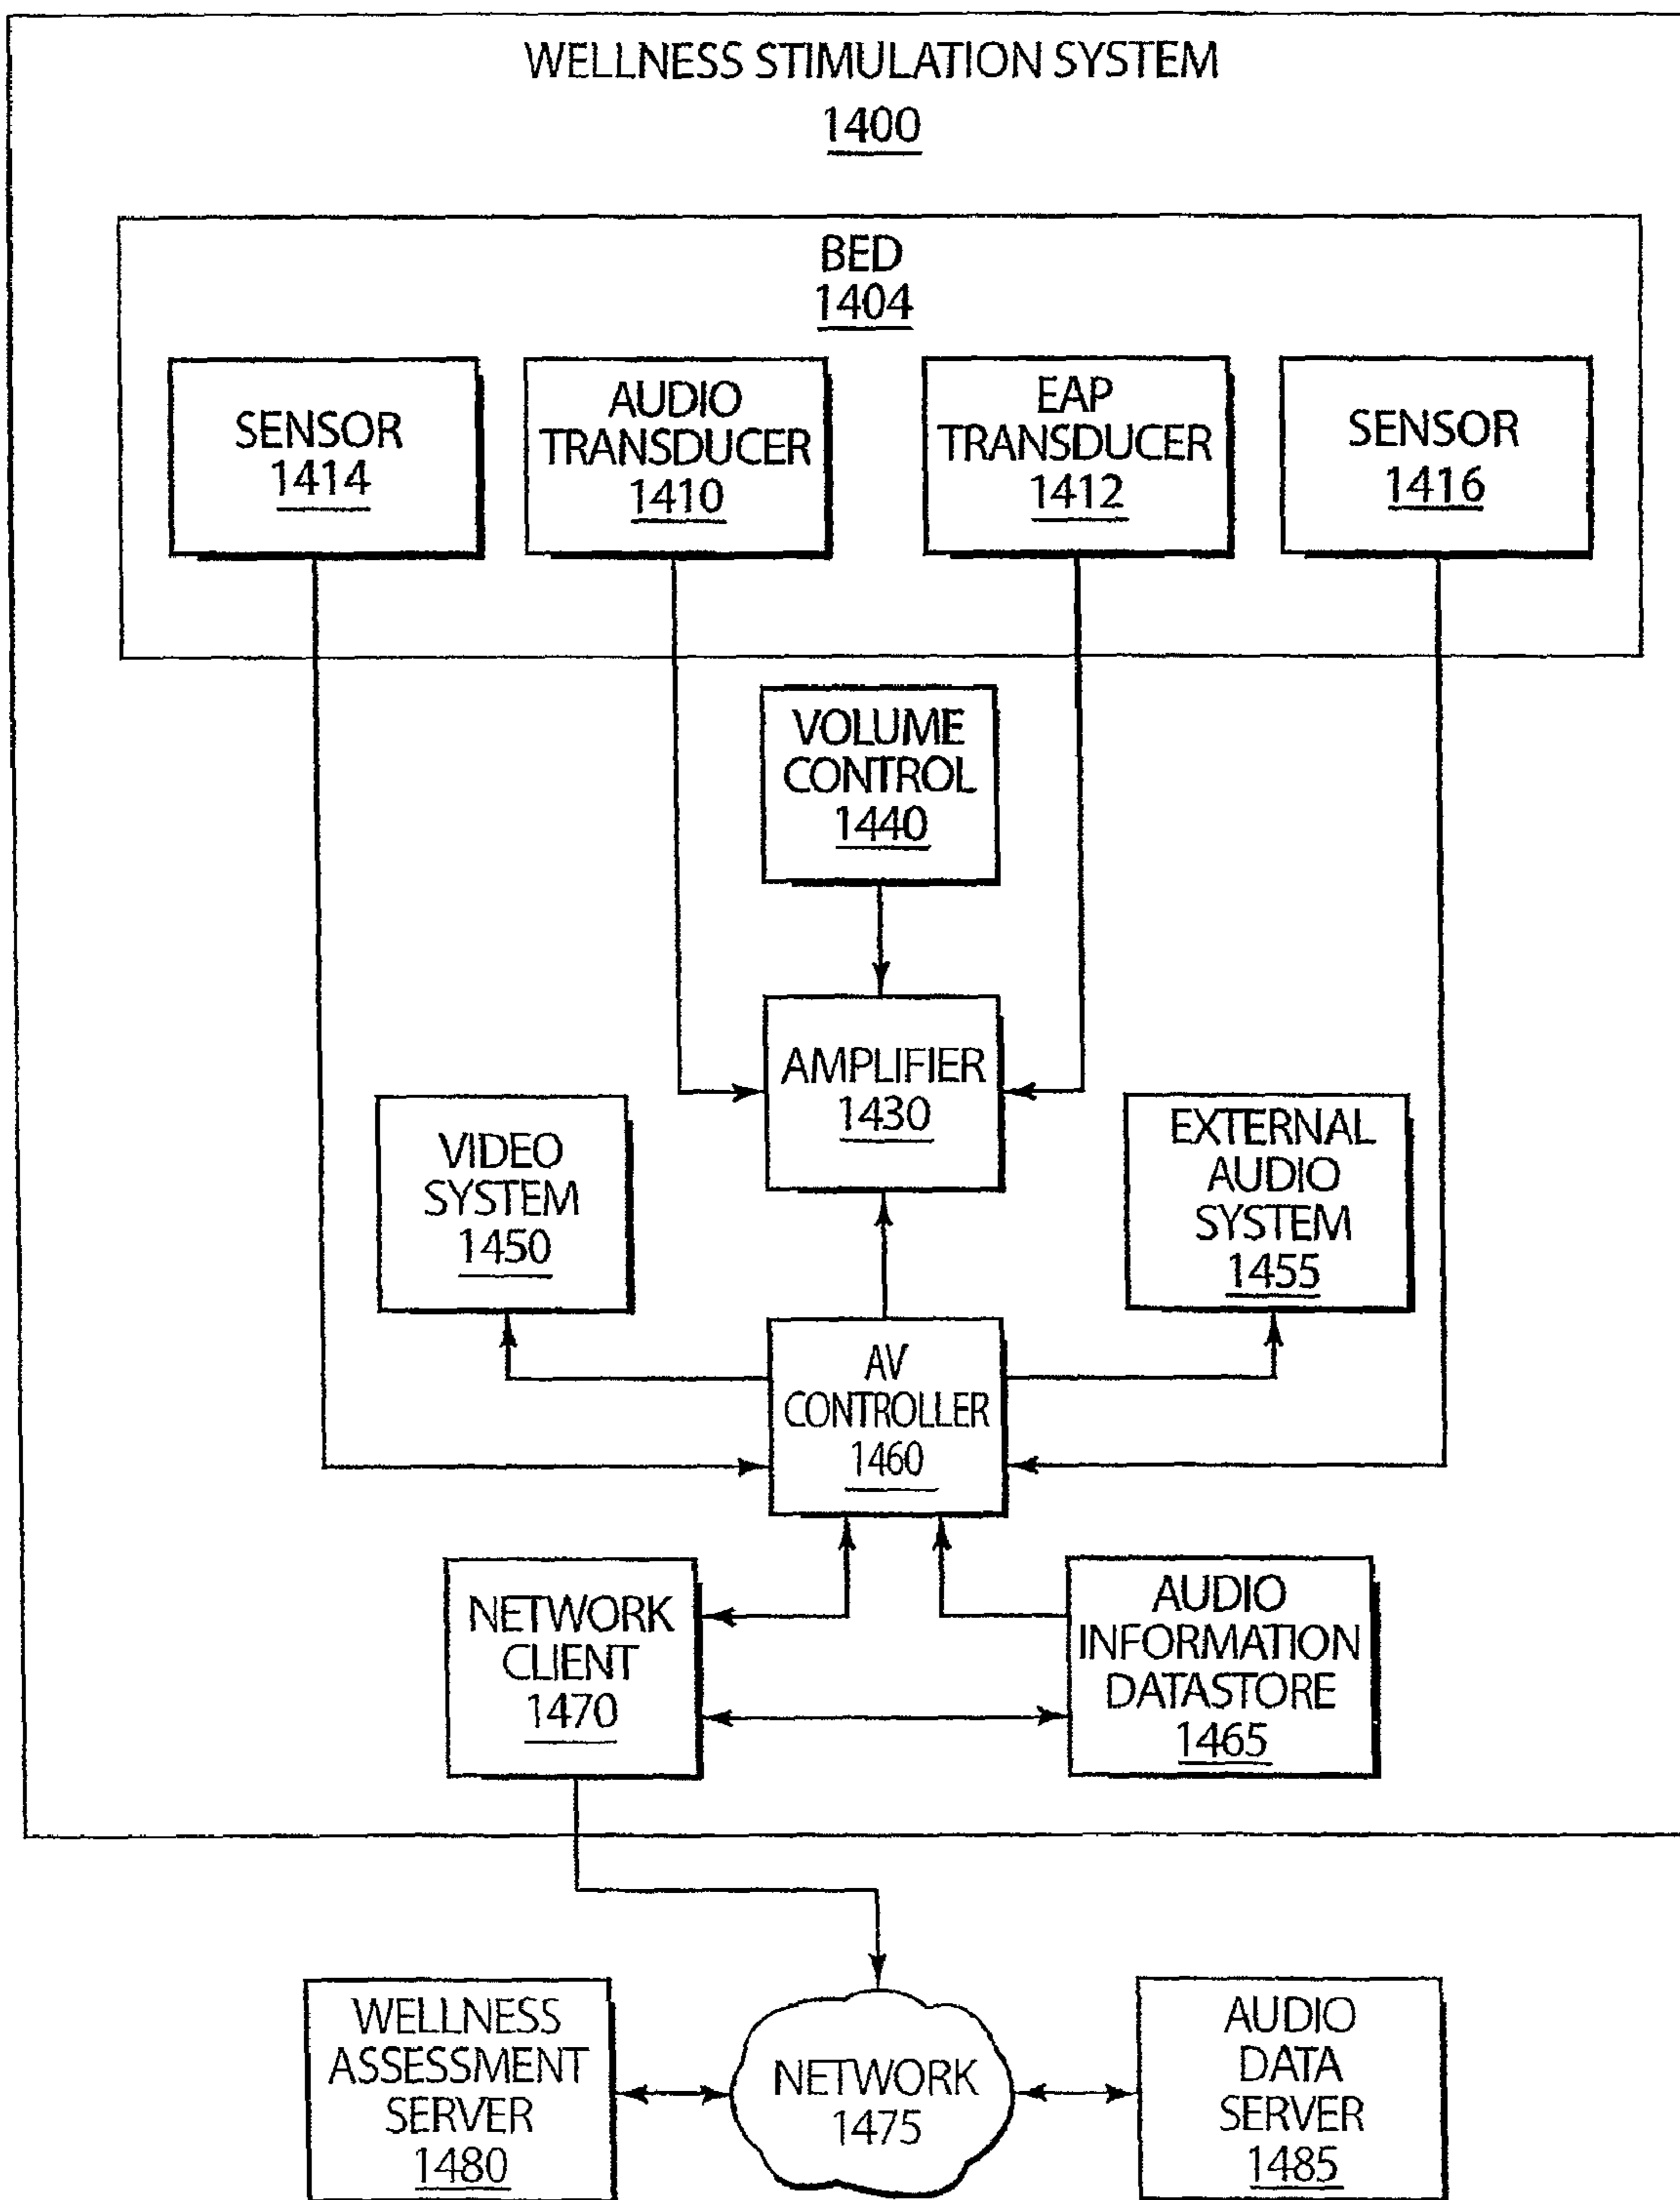 WELLNESS STIMULATION SYSTEM
1400
BED
1404
SENSOR
1414
AUDIO
TRANSDUCER
1410
EAP
TRANSDUCER
1412
SENSOR
1416
VOLUME
CONTROL
1440
AMPLIFIER
1430
VIDEO
SYSTEM
1450
EXTERNAL
AUDIO
SYSTEM
1455
AV
CONTROLLER
1460
NETWORK
CLIENT
1470
AUDIO
INFORMATION
DATASTORE
1465
WELLNESS
ASSESSMENT
SERVER
1480
NETWORK
1475
AUDIO
DATA
SERVER
1485